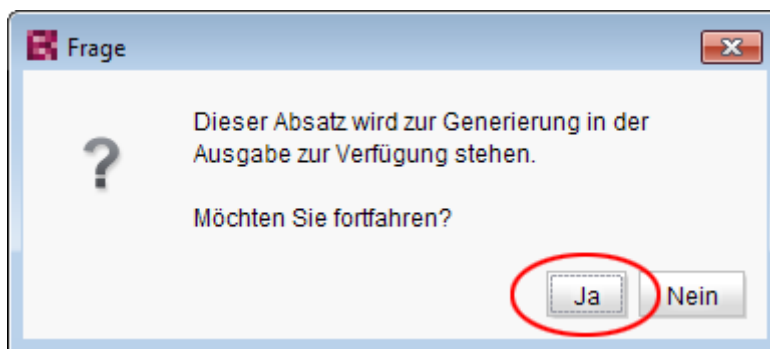 Frage
Dieser Absatz wird zur Generierung in der
Ausgabe zur Verfügung stehen.
Möchten Sie fortfahren?
Ja Nein